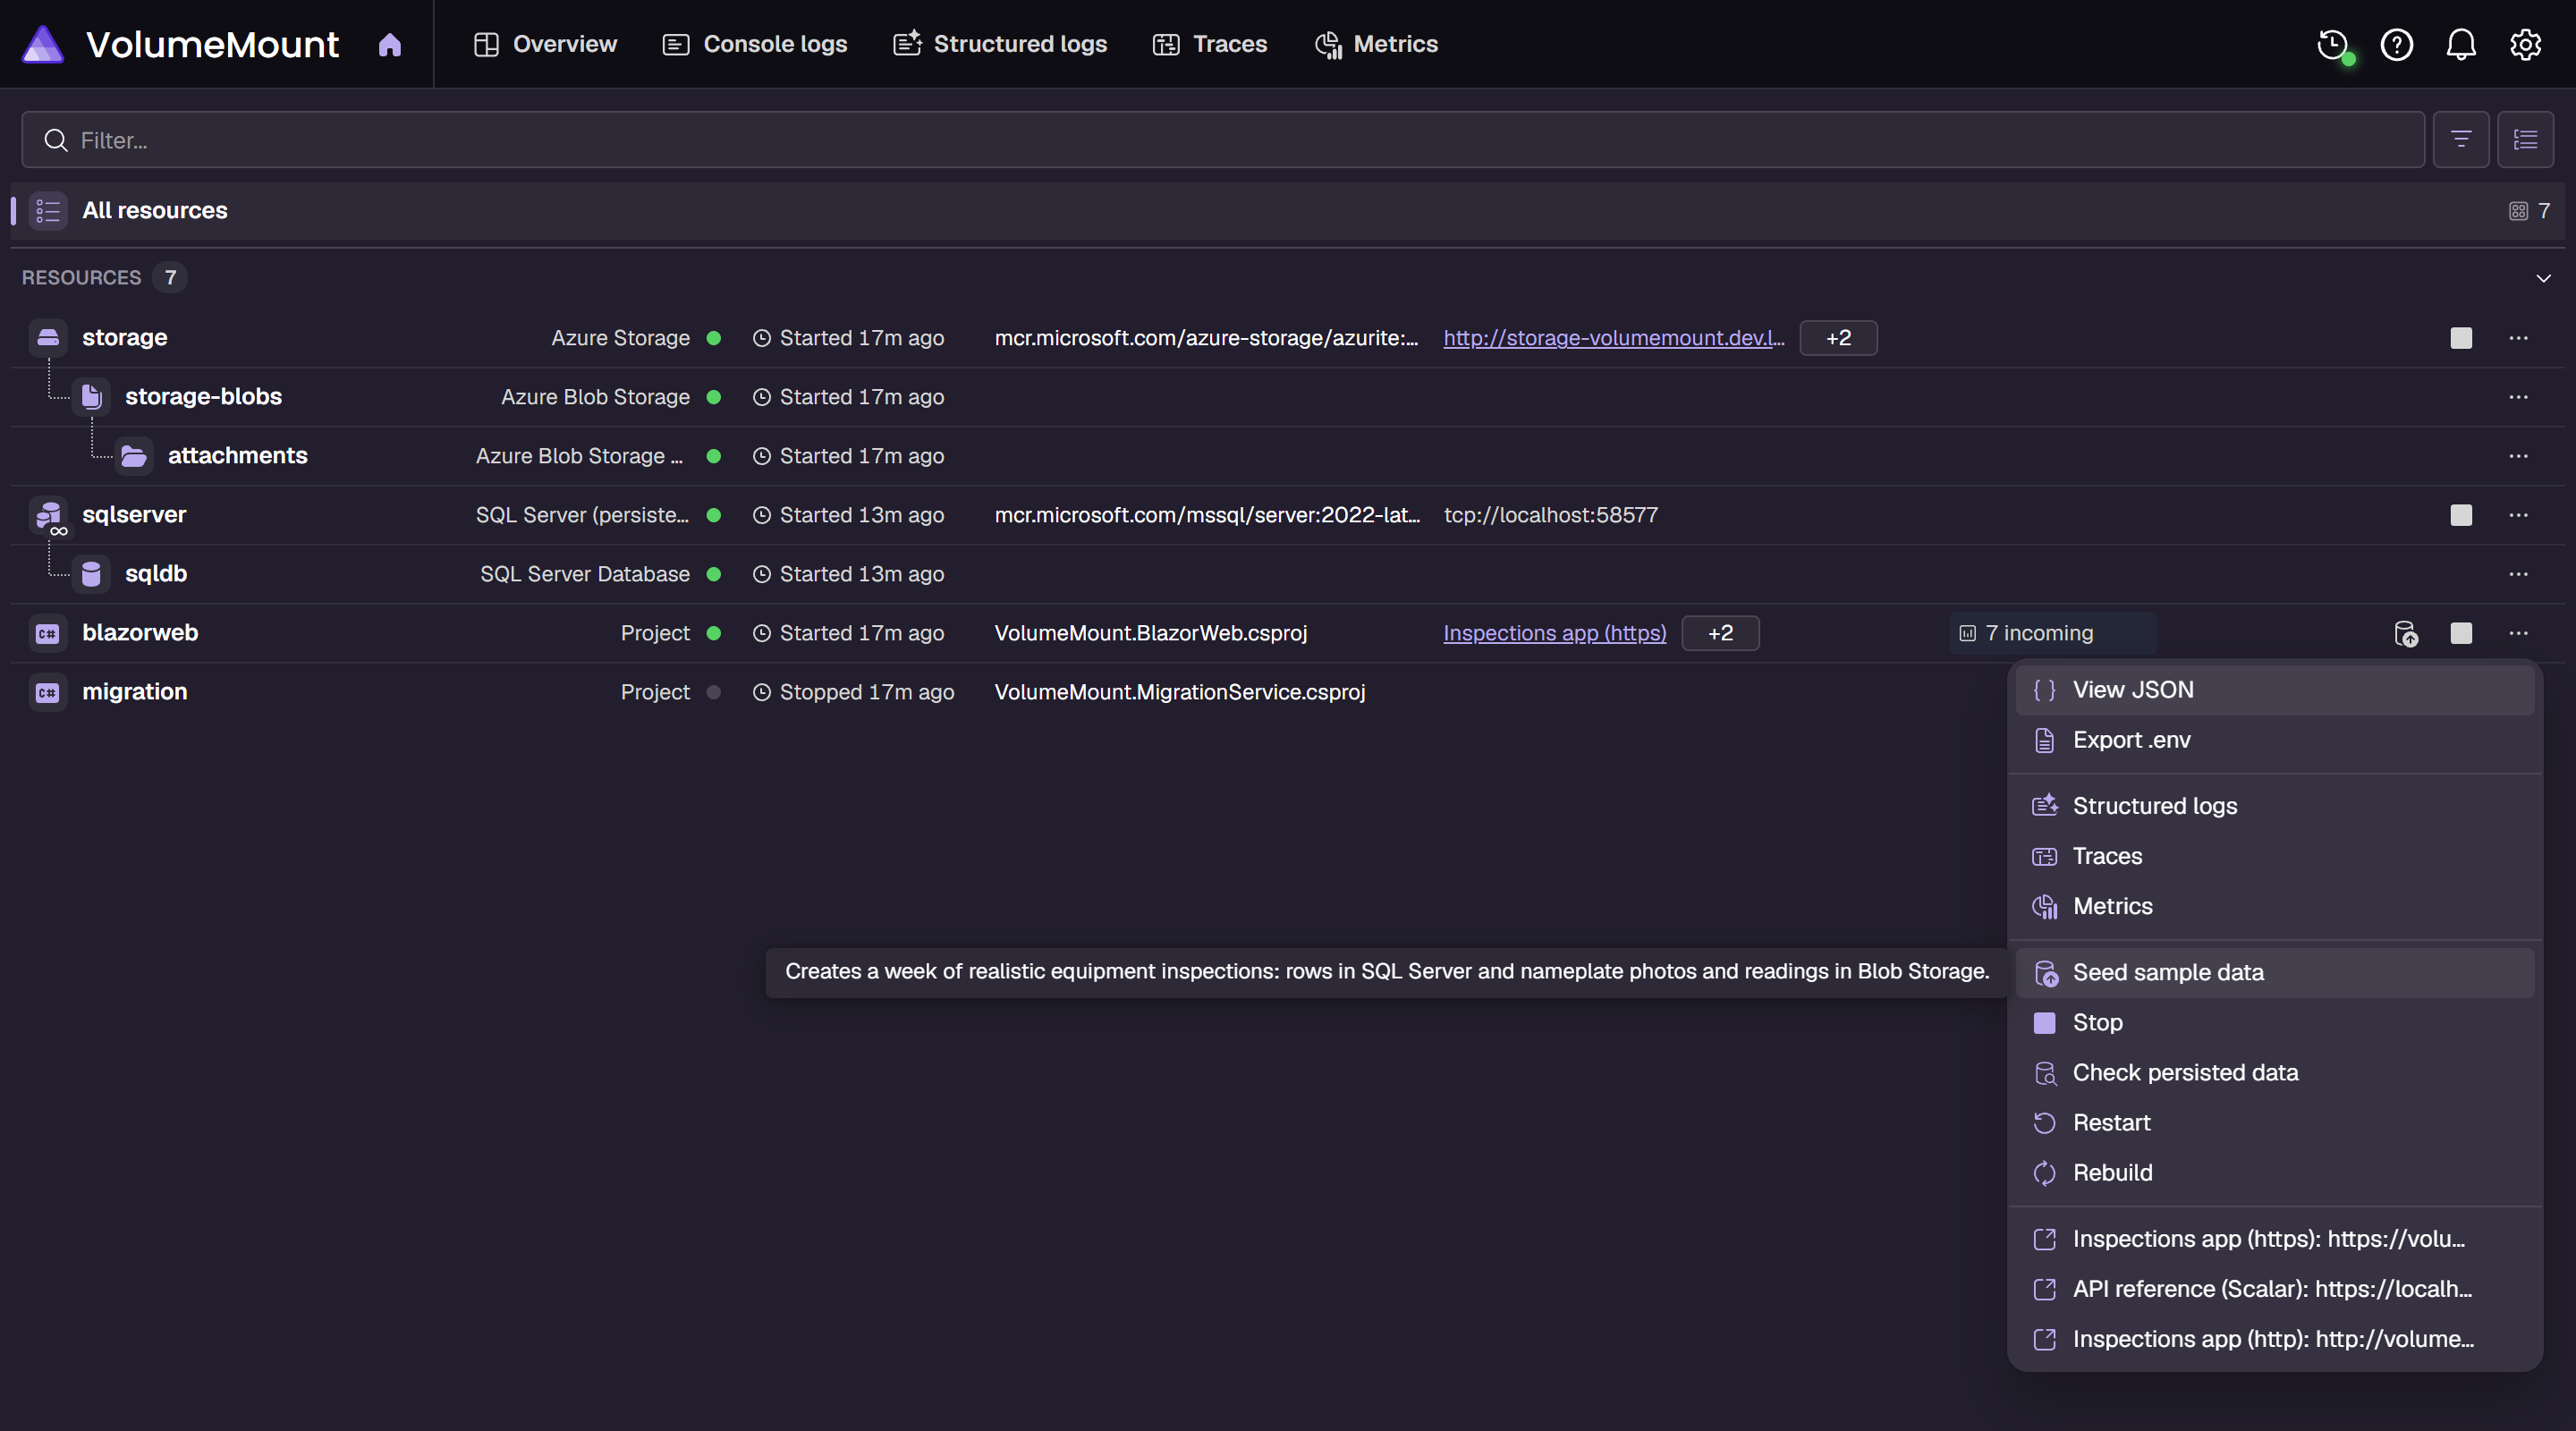 VolumeMount Overview Console logs Structured logs Traces Metrics
Filter...
All resources 7
RESOURCES 7
storage Azure Storage Started 17m ago mcr.microsoft.com/azure-storage/azurite:... http://storage-volumemount.dev.l... +2
storage-blobs Azure Blob Storage Started 17m ago
attachments Azure Blob Storage ... Started 17m ago
sqlserver SQL Server (persiste... Started 13m ago mcr.microsoft.com/mssql/server:2022-lat... tcp://localhost:58577
sqldb SQL Server Database Started 13m ago
C# blazorweb Project Started 17m ago VolumeMount.BlazorWeb.csproj Inspections app (https) +2 7 incoming
C# migration Project Stopped 17m ago VolumeMount.MigrationService.csproj
View JSON
Export .env
Structured logs
Traces
Metrics
Creates a week of realistic equipment inspections: rows in SQL Server and nameplate photos and readings in Blob Storage.
Seed sample data
Stop
Check persisted data
Restart
Rebuild
Inspections app (https): https://volu...
API reference (Scalar): https://localh...
Inspections app (http): http://volume...